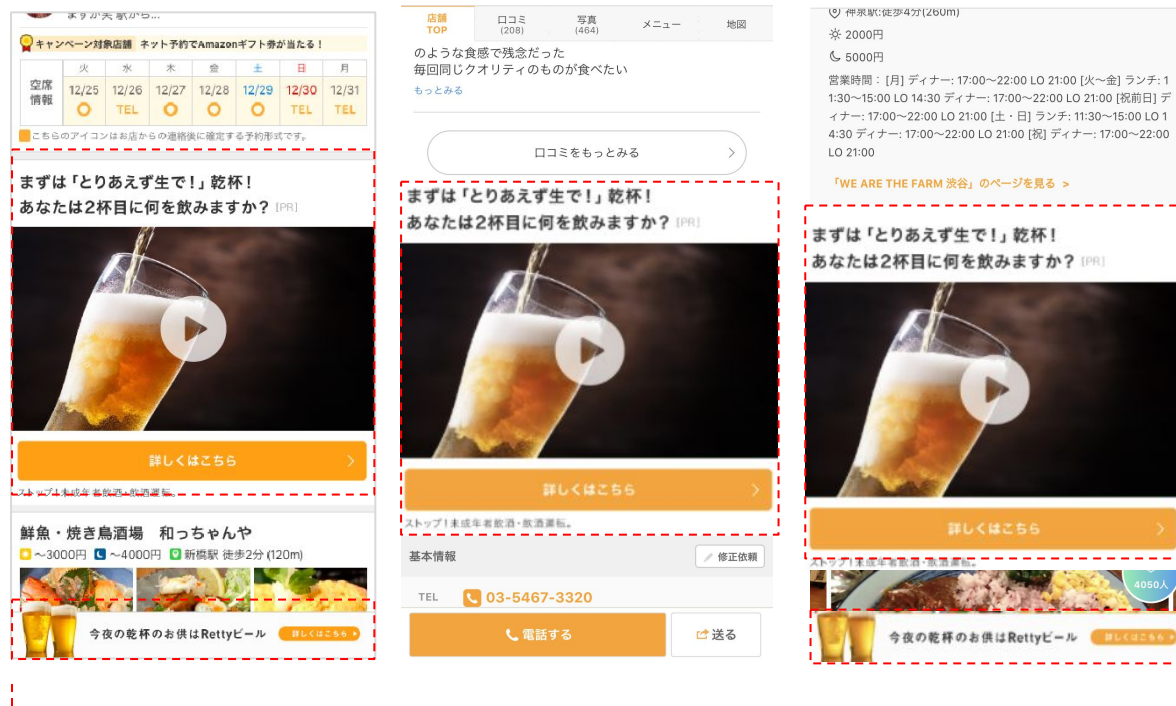 キャンペーン対象店舗 ネット予約でAmazonギフト券が当たる！
火 水 木 金 土 日 月
空席情報
12/25 12/26 12/27 12/28 12/29 12/30 12/31
TEL TEL TEL
こちらのアイコンはお店からの連絡後に確定する予約形式です。
まずは「とりあえず生で！」乾杯！
あなたは2杯目に何を飲みますか？ [PR]
詳しくはこちら
ストップ！未成年者飲酒・飲酒運転。
鮮魚・焼き鳥酒場 和っちゃんや
～3000円 ～4000円 新橋駅 徒歩2分 (120m)
今夜の乾杯のお供はRettyビール 詳しくはこちら
店舗TOP 口コミ(208) 写真(464) メニュー 地図
のような食感で残念だった
毎回同じクオリティのものが食べたい
もっとみる
口コミをもっとみる
まずは「とりあえず生で！」乾杯！
あなたは2杯目に何を飲みますか？ [PR]
詳しくはこちら
ストップ！未成年者飲酒・飲酒運転。
基本情報 修正依頼
TEL 03-5467-3320
電話する 送る
神泉駅:徒歩4分(260m)
2000円
5000円
営業時間： [月] ディナー: 17:00〜22:00 LO 21:00 [火〜金] ランチ: 1
1:30〜15:00 LO 14:30 ディナー: 17:00〜22:00 LO 21:00 [祝前日] デ
ィナー: 17:00〜22:00 LO 21:00 [土・日] ランチ: 11:30〜15:00 LO 1
4:30 ディナー: 17:00〜22:00 LO 21:00 [祝] ディナー: 17:00〜22:00
LO 21:00
「WE ARE THE FARM 渋谷」のページを見る >
まずは「とりあえず生で！」乾杯！
あなたは2杯目に何を飲みますか？ [PR]
詳しくはこちら
ストップ！未成年者飲酒・飲酒運転。
4050人
今夜の乾杯のお供はRettyビール 詳しくはこちら